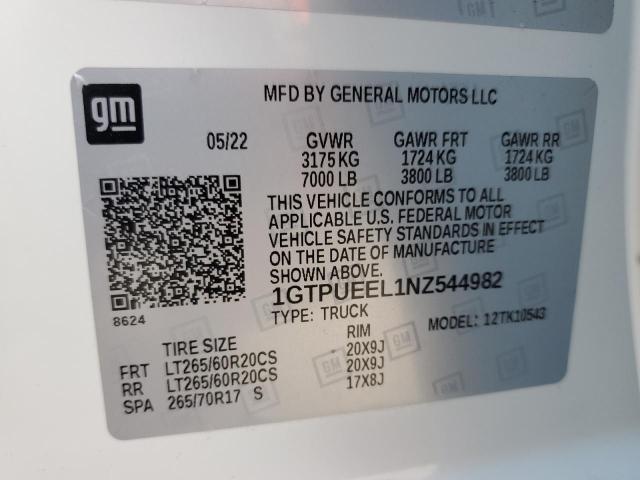 gm
MFD BY GENERAL MOTORS LLC
05/22 GVWR GAWR FRT GAWR RR
3175 KG 1724 KG 1724 KG
7000 LB 3800 LB 3800 LB
THIS VEHICLE CONFORMS TO ALL
APPLICABLE U.S. FEDERAL MOTOR
VEHICLE SAFETY STANDARDS IN EFFECT
ON THE DATE OF MANUFACTURE
SHOWN ABOVE.
1GTPUEEL1NZ544982
8624
TYPE: TRUCK MODEL: 12TK10543
TIRE SIZE RIM
FRT LT265/60R20CS 20X9J
RR LT265/60R20CS 20X9J
SPA 265/70R17 S 17X8J